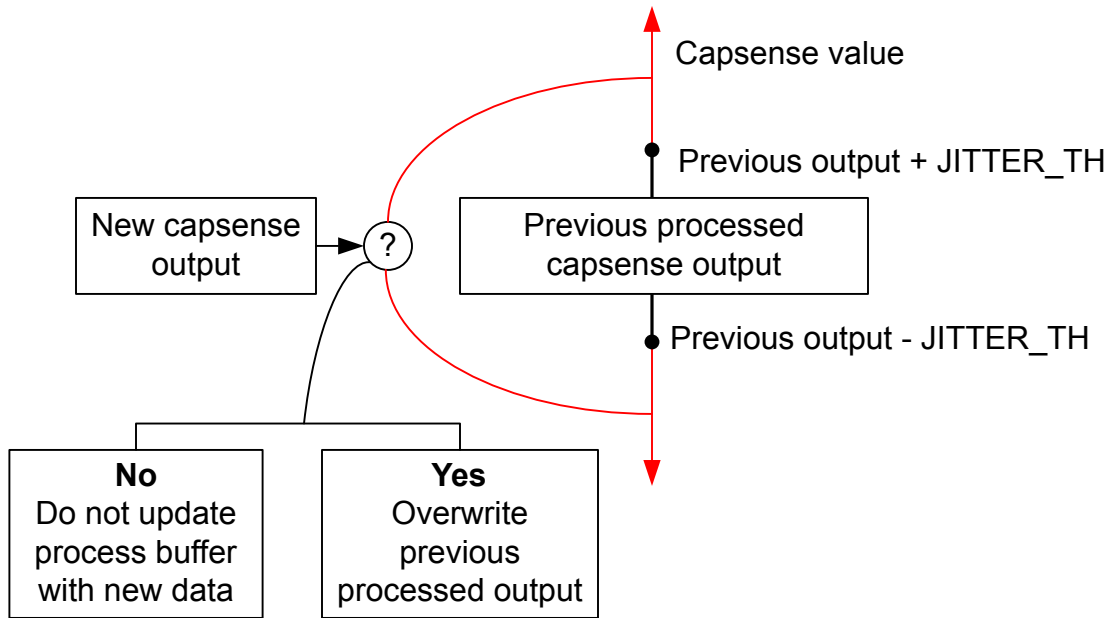 Capsense value
Previous output + JITTER_TH
New capsense
output
?
Previous processed
capsense output
Previous output - JITTER_TH
No
Do not update
process buffer
with new data
Yes
Overwrite
previous
processed output